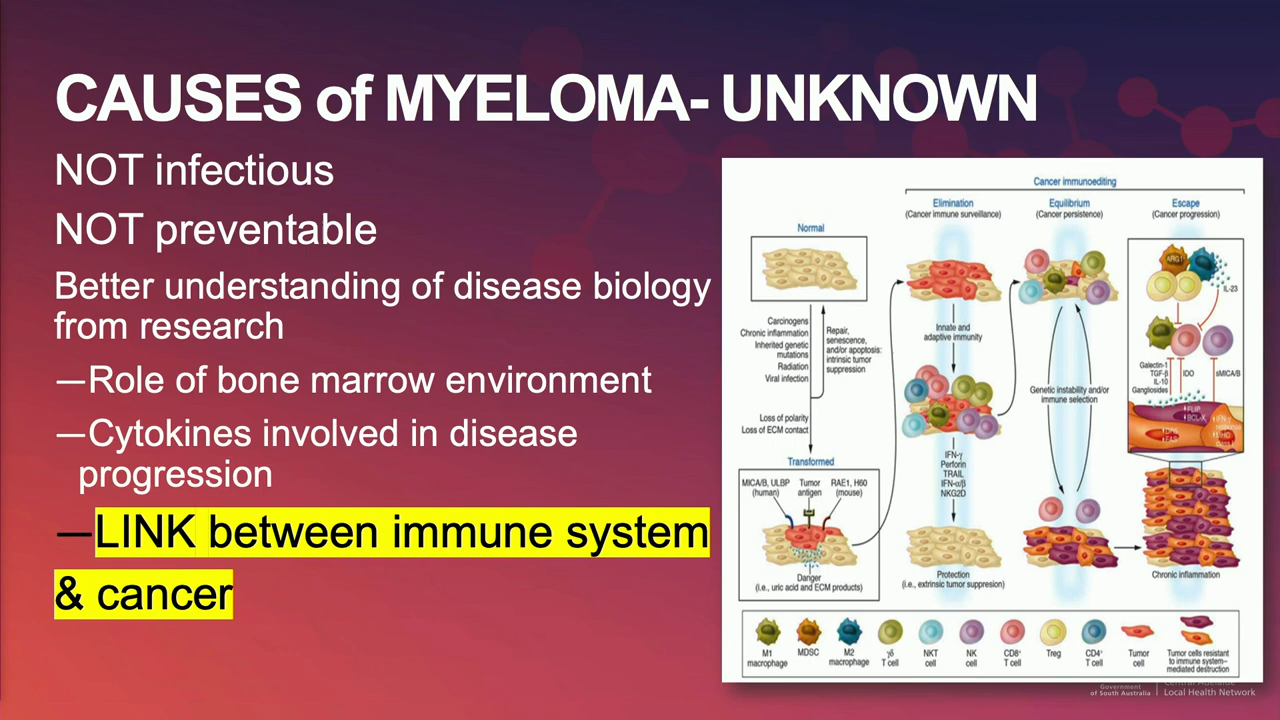 CAUSES of MYELOMA- UNKNOWN
NOT infectious
NOT preventable
Better understanding of disease biology
from research
—Role of bone marrow environment
—Cytokines involved in disease
progression
—LINK between immune system
& cancer
Cancer immunoediting
Elimination
(Cancer immune surveillance)
Equilibrium
(Cancer persistence)
Escape
(Cancer progression)
Normal
Carcinogens
Chronic inflammation
Inherited genetic
mutations
Radiation
Viral infection
Repair,
senescence,
and/or apoptosis:
intrinsic tumor
suppression
Loss of polarity
Loss of ECM contact
Transformed
MICA/B, ULBP
(human)
Tumor
antigen
RAE1, H60
(mouse)
Danger
(i.e., uric acid and ECM products)
Innate and
adaptive immunity
IFN-γ
Perforin
TRAIL
IFN-α/β
NKG2D
Protection
(i.e., extrinsic tumor suppresion)
Genetic instability and/or
immune selection
ARG1
IL-23
Galectin-1
TGF-β
IL-10
Gangliosides
IDO
sMICA/B
Chronic inflammation
M1
macrophage
MDSC
M2
macrophage
γδ
T cell
NKT
cell
NK
cell
CD8⁺
T cell
Treg
CD4⁺
T cell
Tumor
cell
Tumor cells resistant
to immune system–
mediated destruction
Government
of South Australia
Central Adelaide
Local Health Network